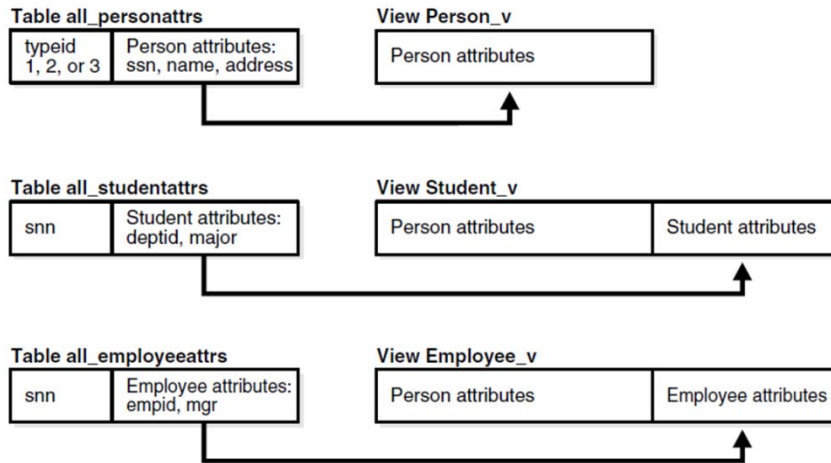 Table all_personattrs
View Person_v
typeid
1, 2, or 3
Person attributes:
ssn, name, address
Person attributes
Table all_studentattrs
View Student_v
snn
Student attributes:
deptid, major
Person attributes
Student attributes
Table all_employeeattrs
View Employee_v
snn
Employee attributes:
empid, mgr
Person attributes
Employee attributes